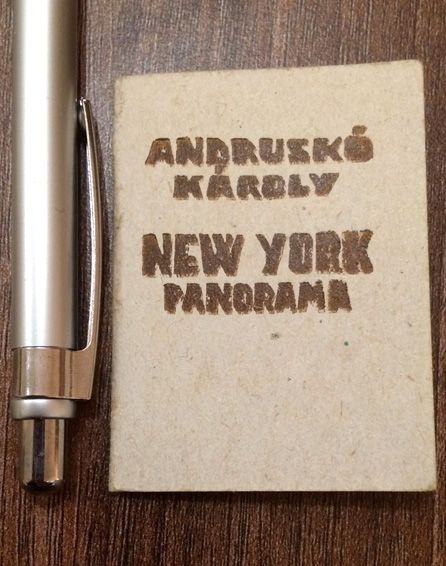 ANDRUSKÓ
KÁROLY
NEW YORK
PANORAMA